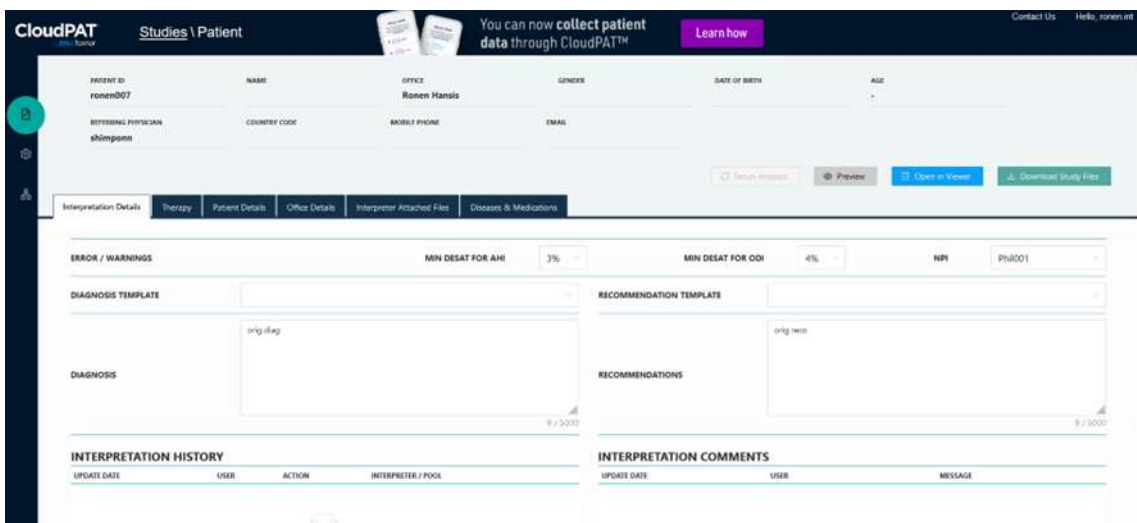 CloudPAT
Studies \ Patient
You can now collect patient
data through CloudPAT™
Learn how
Contact Us
Hello, ronen.int
PATIENT ID
NAME
OFFICE
GENDER
DATE OF BIRTH
AGE
ronen007
Ronen Hansis
-
REFERRING PHYSICIAN
COUNTRY CODE
MOBILE PHONE
EMAIL
shimponn
Rerun Analysis
Preview
Open in Viewer
Download Study Files
Interpretation Details
Therapy
Patient Details
Office Details
Interpreter Attached Files
Diseases & Medications
ERROR / WARNINGS
MIN DESAT FOR AHI
3%
MIN DESAT FOR ODI
4%
NPI
Phil001
DIAGNOSIS TEMPLATE
RECOMMENDATION TEMPLATE
orig diag
orig reco
DIAGNOSIS
RECOMMENDATIONS
9 / 5000
9 / 5000
INTERPRETATION HISTORY
INTERPRETATION COMMENTS
UPDATE DATE
USER
ACTION
INTERPRETER / POOL
UPDATE DATE
USER
MESSAGE